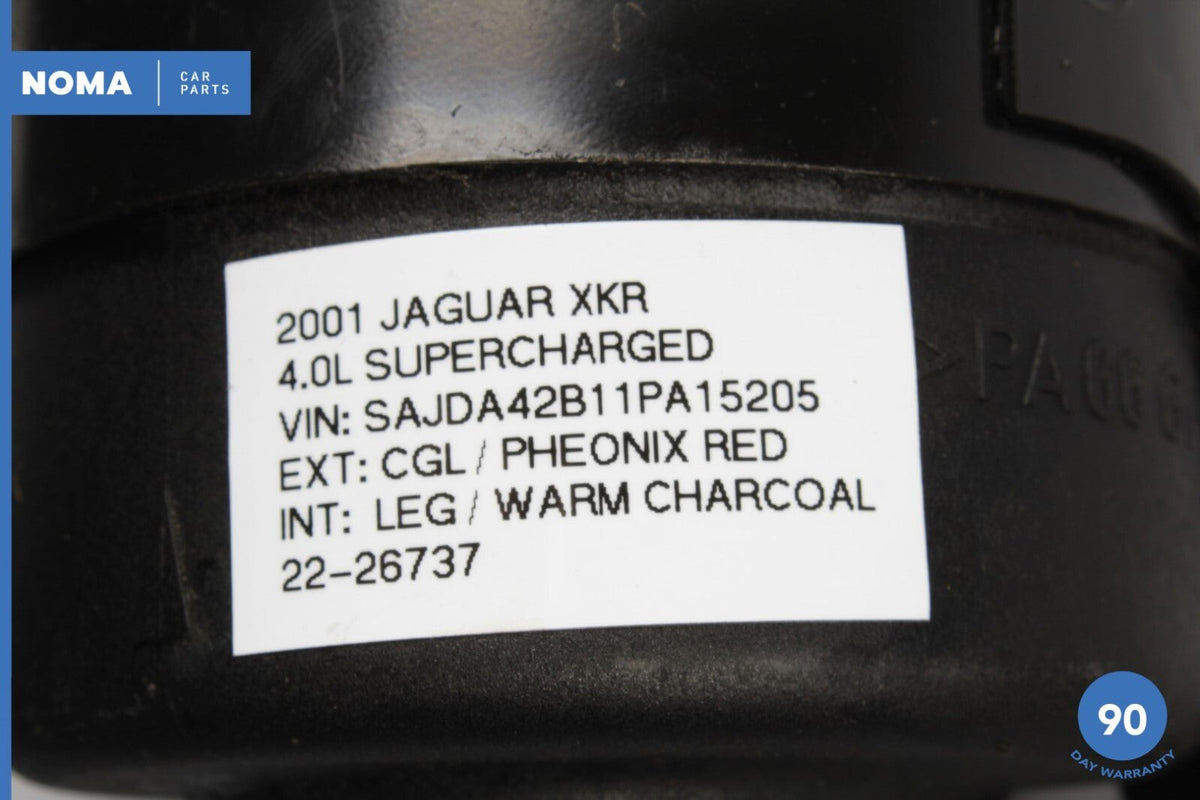 NOMA
CAR
PARTS
2001 JAGUAR XKR
4.0L SUPERCHARGED
VIN: SAJDA42B11PA15205
EXT: CGL / PHEONIX RED
INT: LEG / WARM CHARCOAL
22-26737
>PA66
90
DAY WARRANTY